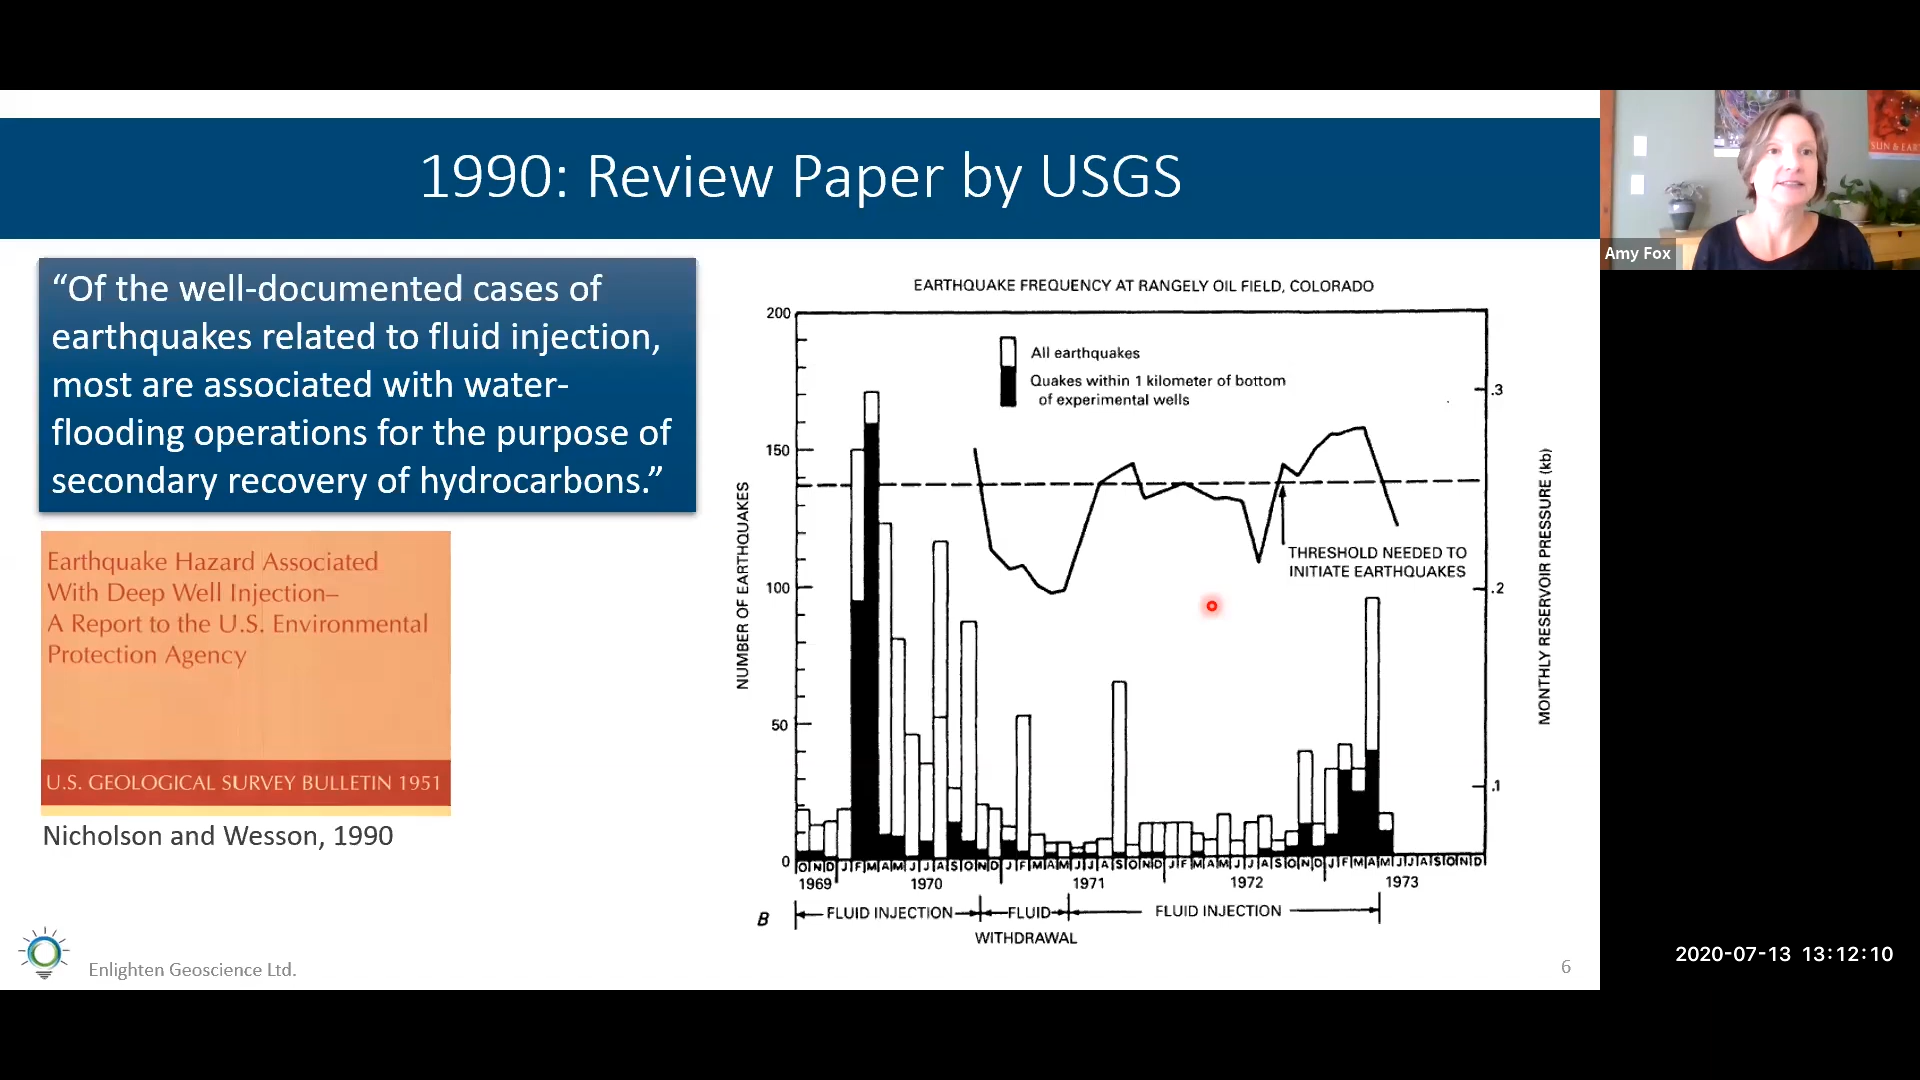 1990: Review Paper by USGS
“Of the well-documented cases of
earthquakes related to fluid injection,
most are associated with water-
flooding operations for the purpose of
secondary recovery of hydrocarbons.”
Earthquake Hazard Associated
With Deep Well Injection–
A Report to the U.S. Environmental
Protection Agency
U.S. GEOLOGICAL SURVEY BULLETIN 1951
Nicholson and Wesson, 1990
EARTHQUAKE FREQUENCY AT RANGELY OIL FIELD, COLORADO
All earthquakes
Quakes within 1 kilometer of bottom
of experimental wells
THRESHOLD NEEDED TO
INITIATE EARTHQUAKES
NUMBER OF EARTHQUAKES
200
150
100
50
0
MONTHLY RESERVOIR PRESSURE (kb)
.3
.2
.1
O N D J F M A M J J A S O N D J F M A M J J A S O N D J F M A M J J A S O N D J F M A M J J A S O N D
1969 1970 1971 1972 1973
B FLUID INJECTION FLUID FLUID INJECTION
WITHDRAWAL
Enlighten Geoscience Ltd.
6
SUN & EAR
Amy Fox
2020-07-13 13:12:10